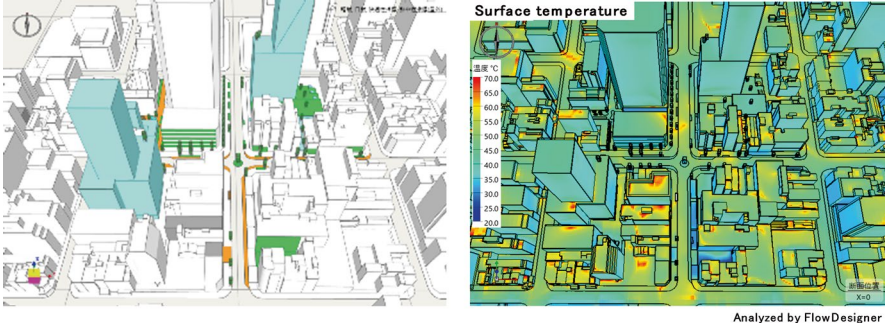 Surface temperature
温度 ℃
70.0
65.0
60.0
55.0
50.0
45.0
40.0
35.0
30.0
25.0
20.0
断面位置
X=0
Analyzed by FlowDesigner